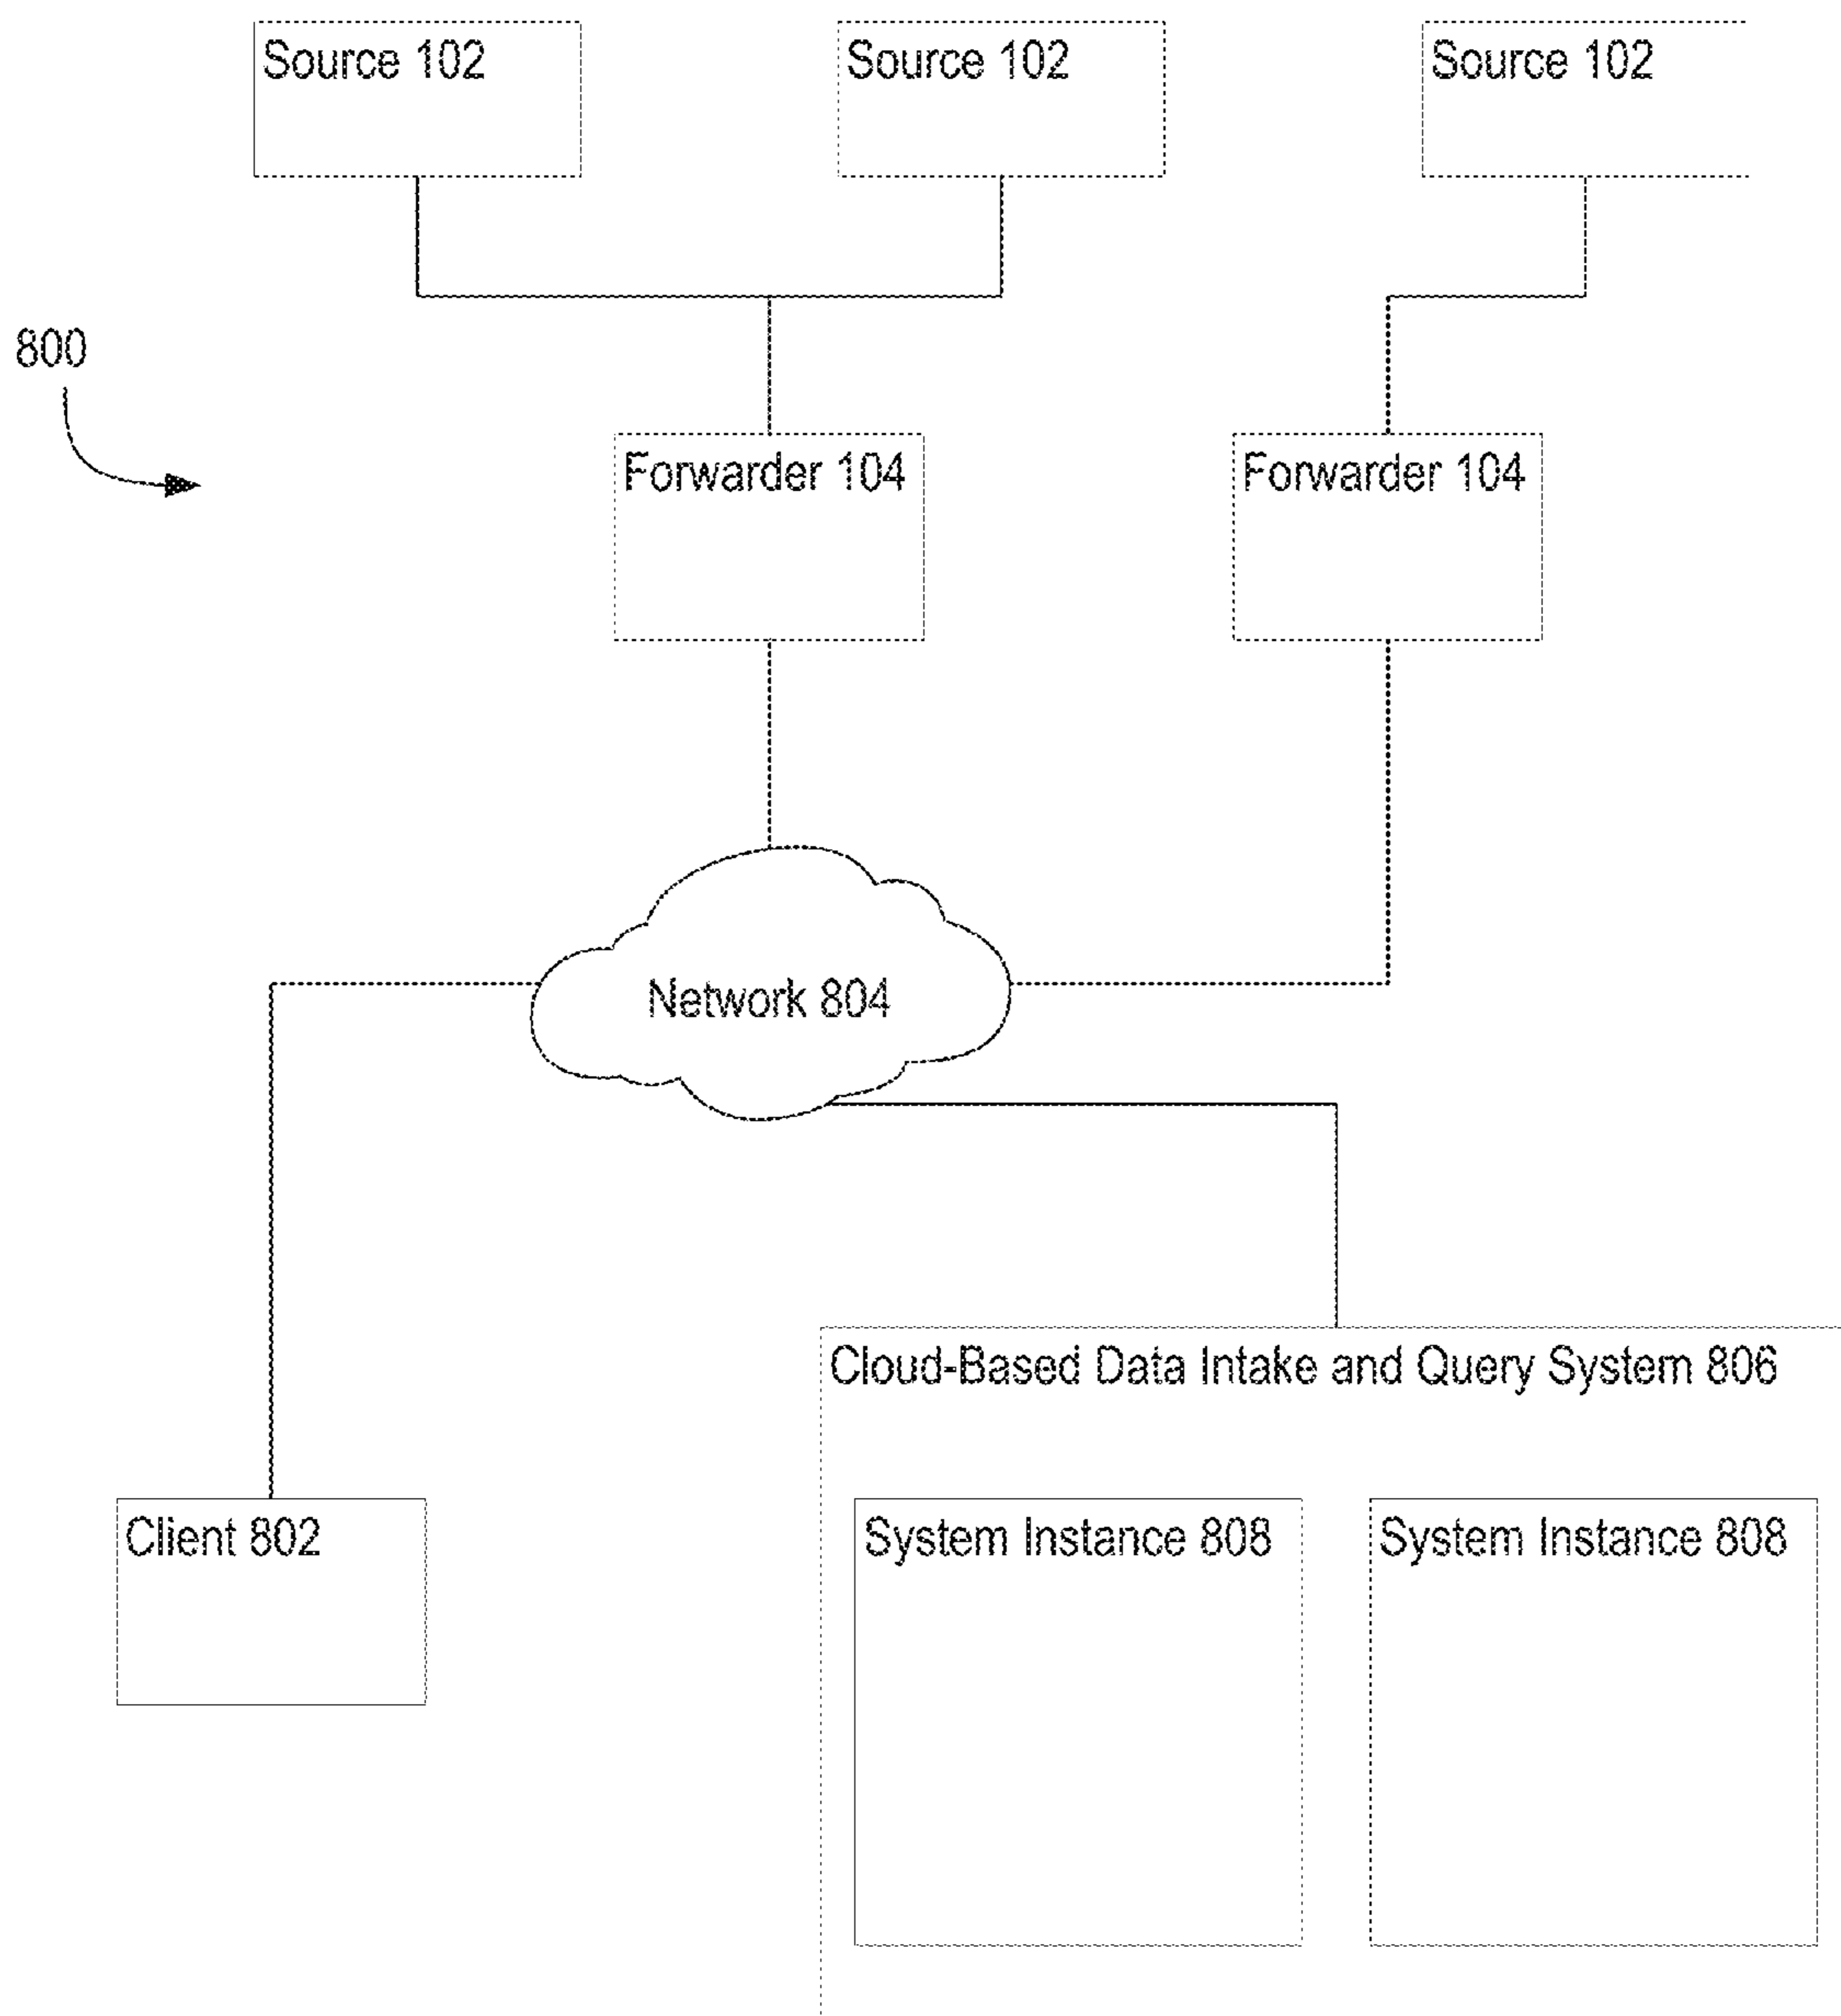 Source 102
Source 102
Source 102
800
Forwarder 104
Forwarder 104
Network 804
Cloud-Based Data Intake and Query System 806
Client 802
System Instance 808
System Instance 808